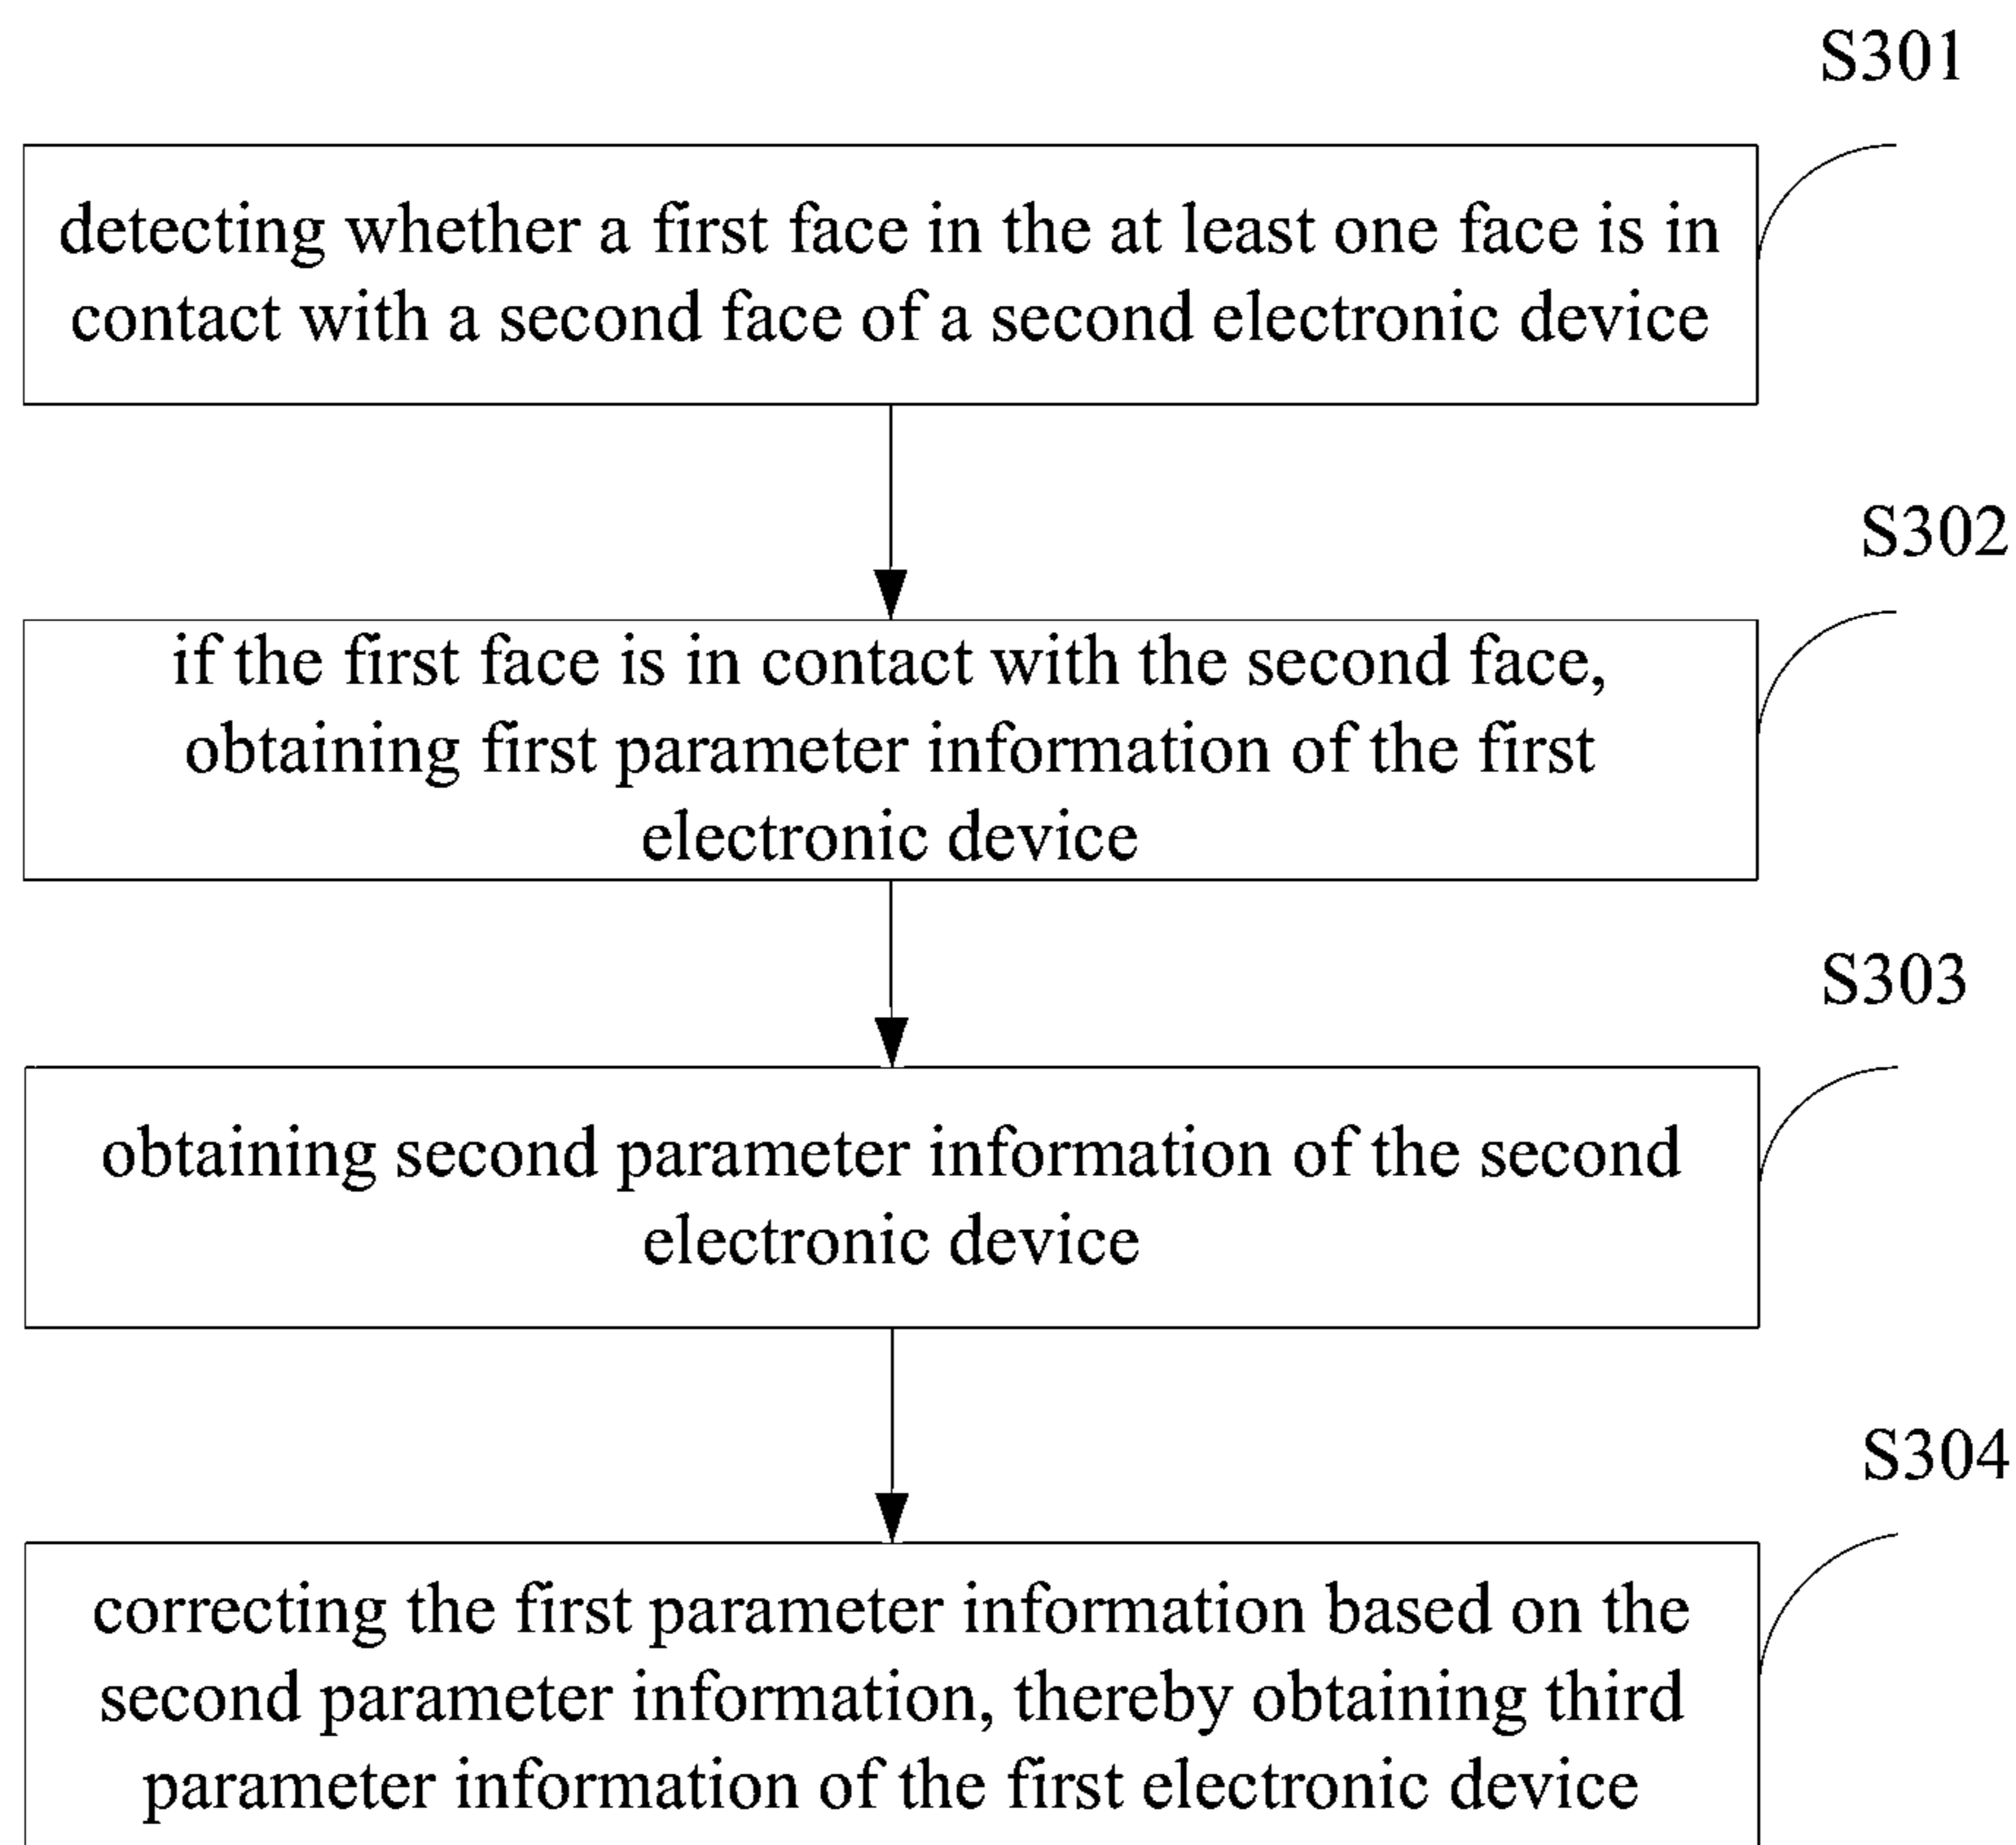 S301
detecting whether a first face in the at least one face is in
contact with a second face of a second electronic device
S302
if the first face is in contact with the second face,
obtaining first parameter information of the first
electronic device
S303
obtaining second parameter information of the second
electronic device
S304
correcting the first parameter information based on the
second parameter information, thereby obtaining third
parameter information of the first electronic device